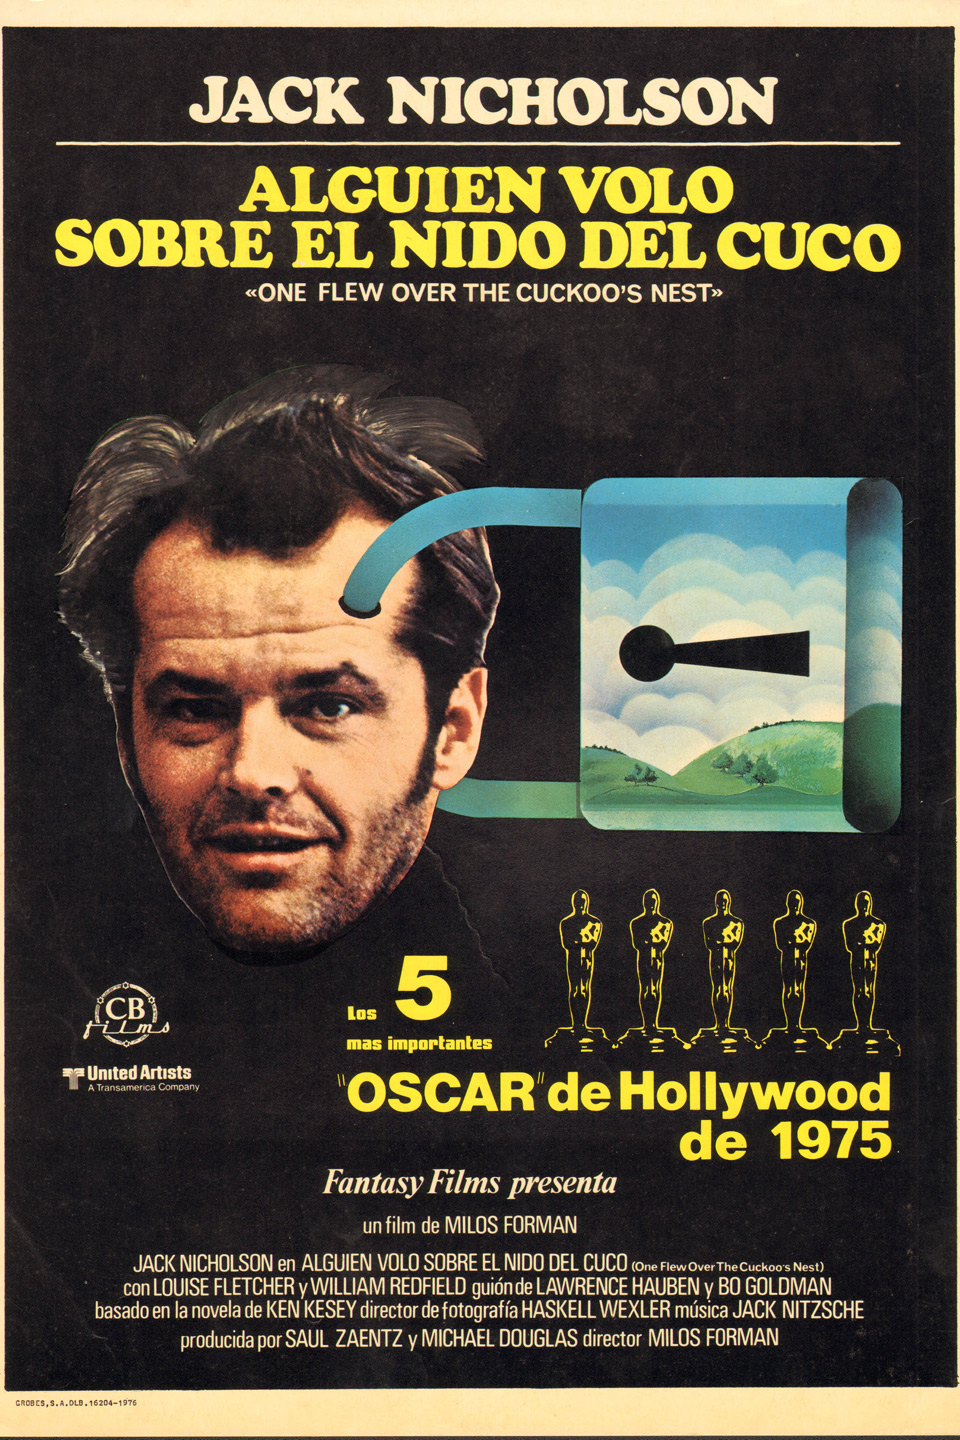 JACK NICHOLSON
ALGUIEN VOLO
SOBRE EL NIDO DEL CUCO
«ONE FLEW OVER THE CUCKOO'S NEST»
CB
films
United Artists
A Transamerica Company
Los 5
mas importantes
"OSCAR" de Hollywood
de 1975
Fantasy Films presenta
un film de MILOS FORMAN
JACK NICHOLSON en ALGUIEN VOLO SOBRE EL NIDO DEL CUCO (One Flew Over The Cuckoo's Nest)
con LOUISE FLETCHER y WILLIAM REDFIELD guión de LAWRENCE HAUBEN y BO GOLDMAN
basado en la novela de KEN KESEY director de fotografía HASKELL WEXLER música JACK NITZSCHE
producida por SAUL ZAENTZ y MICHAEL DOUGLAS director MILOS FORMAN
GROBES,S.A.DLB.16204-1976